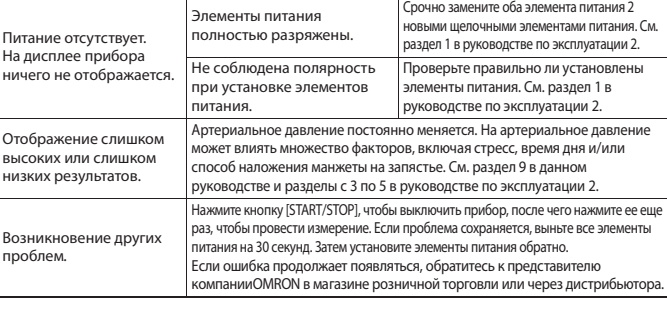 Питание отсутствует.
На дисплее прибора
ничего не отображается.
Элементы питания
полностью разряжены.
Срочно замените оба элемента питания 2
новыми щелочными элементами питания. См.
раздел 1 в руководстве по эксплуатации 2.
Не соблюдена полярность
при установке элементов
питания.
Проверьте правильно ли установлены
элементы питания. См. раздел 1 в
руководстве по эксплуатации 2.
Отображение слишком
высоких или слишком
низких результатов.
Артериальное давление постоянно меняется. На артериальное давление
может влиять множество факторов, включая стресс, время дня и/или
способ наложения манжеты на запястье. См. раздел 9 в данном
руководстве и разделы с 3 по 5 в руководстве по эксплуатации 2.
Возникновение других
проблем.
Нажмите кнопку [START/STOP], чтобы выключить прибор, после чего нажмите ее еще
раз, чтобы провести измерение. Если проблема сохраняется, выньте все элементы
питания на 30 секунд. Затем установите элементы питания обратно.
Если ошибка продолжает появляться, обратитесь к представителю
компанииOMRON в магазине розничной торговли или через дистрибьютора.